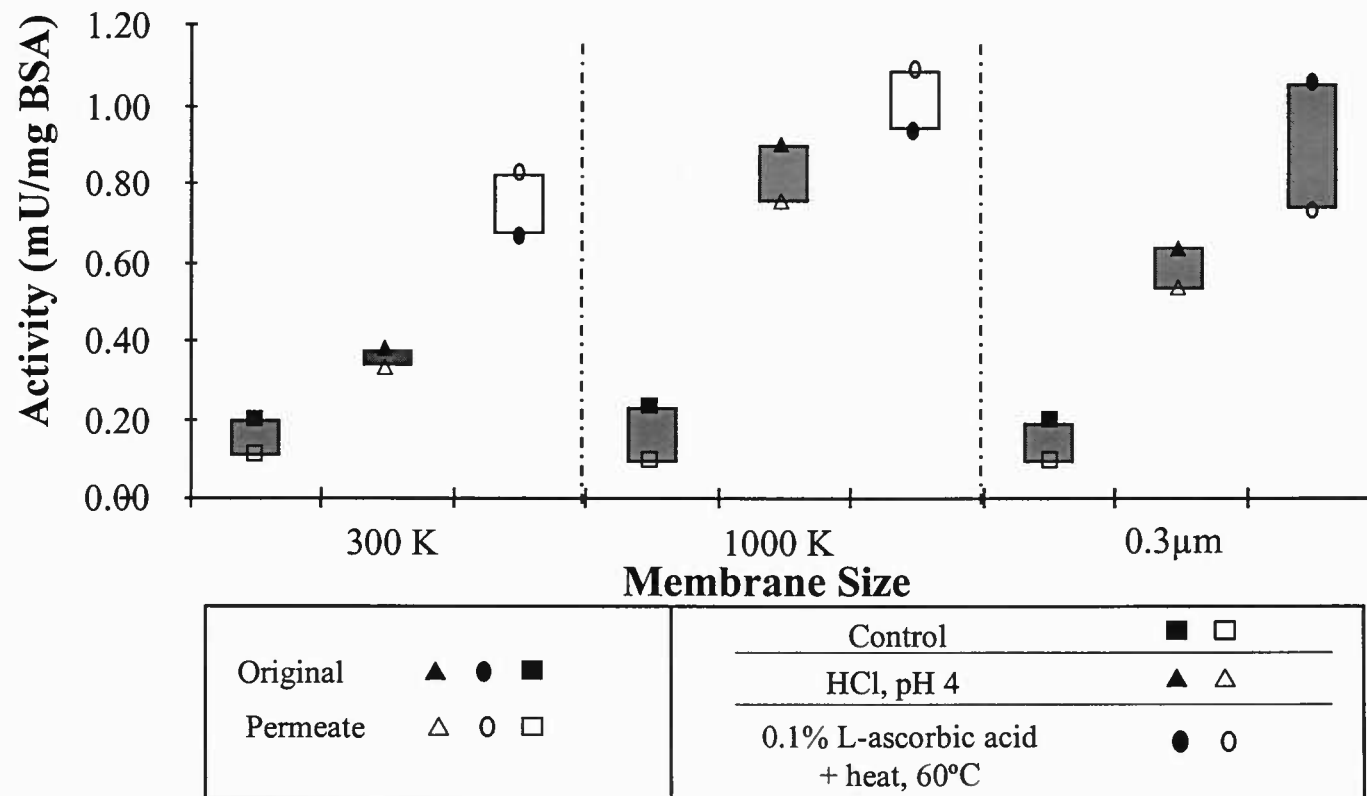 Activity (mU/mg BSA)
1.20
1.00
0.80
0.60
0.40
0.20
0.00
300 K 1000 K 0.3µm
Membrane Size
Original
Permeate
Control
HCl, pH 4
0.1% L-ascorbic acid
+ heat, 60ºC